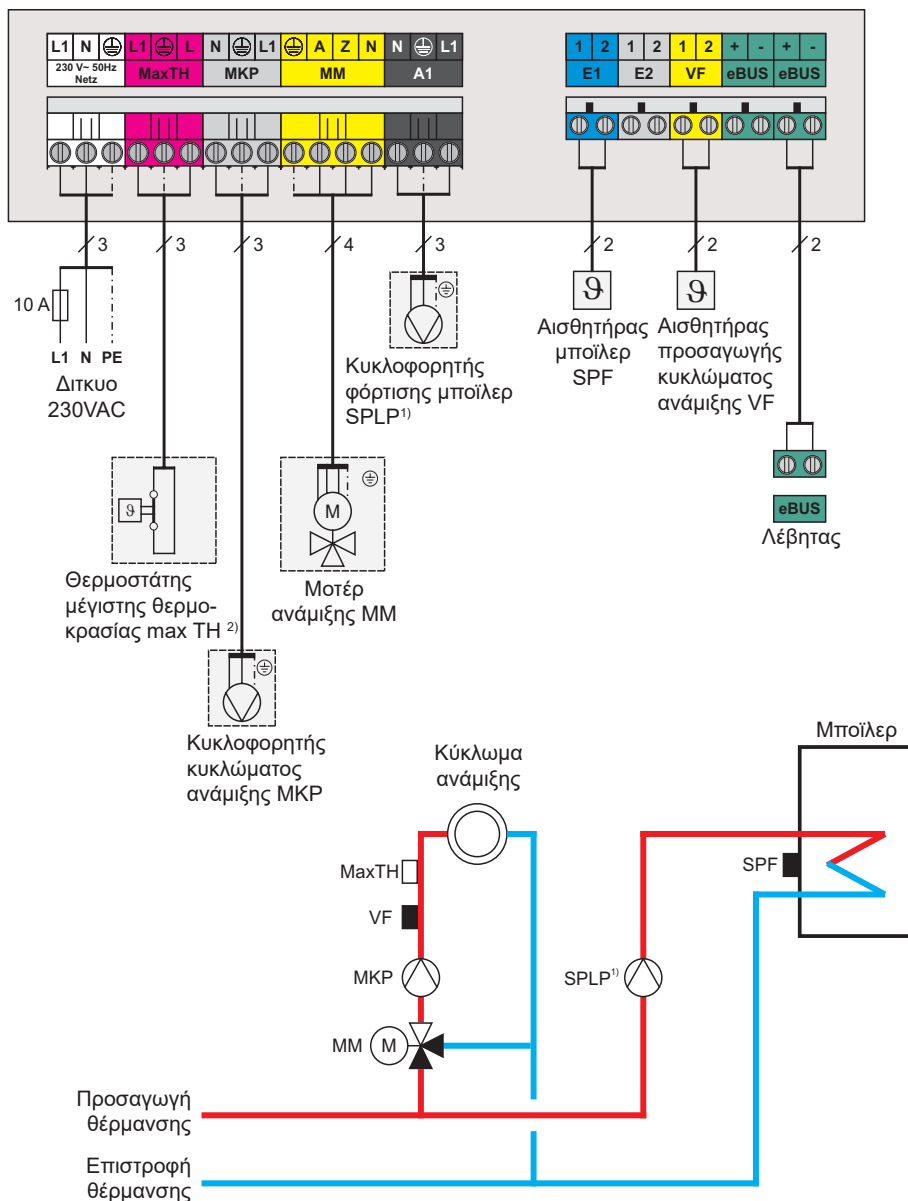 L1 N L1 L N L1 A Z N N L1
230 V~ 50Hz
Netz
MaxTH MKP MM A1
1 2 1 2 1 2 + - + -
E1 E2 VF eBUS eBUS
3 3 3 4 3 2 2 2
10 A
L1 N PE
Διτκυο
230VAC
Κυκλοφορητής
φόρτισης μποϊλερ
SPLP1)
ϑ
Αισθητήρας
μποϊλερ
SPF
ϑ
Αισθητήρας
προσαγωγής
κυκλώματος
ανάμιξης VF
eBUS
Λέβητας
ϑ
Θερμοστάτης
μέγιστης θερμο-
κρασίας max TH 2)
M
Μοτέρ
ανάμιξης MM
Κυκλοφορητής
κυκλώματος
ανάμιξης MKP
Κύκλωμα
ανάμιξης
Μποϊλερ
MaxTH
VF
MKP
MM M
SPLP1)
SPF
Προσαγωγή
θέρμανσης
Επιστροφή
θέρμανσης